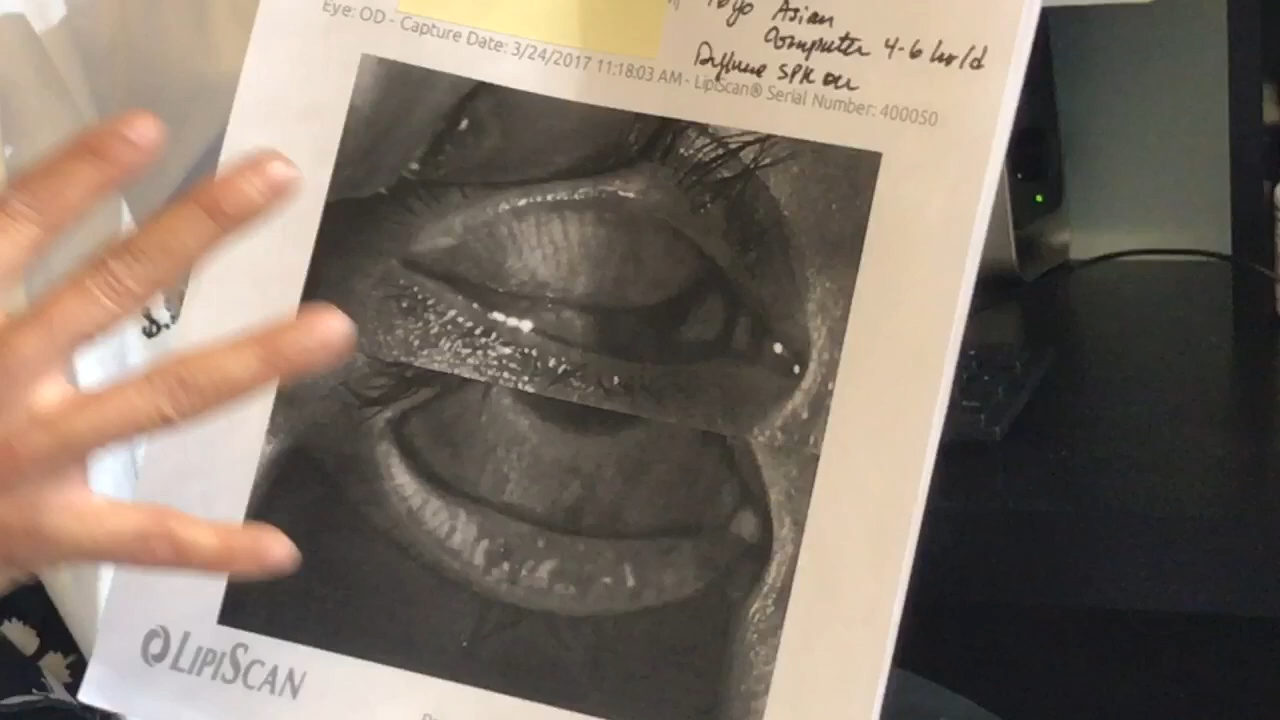 Asian
Computer 4-6 hr/d
Diffuse SPK OU
Eye: OD - Capture Date: 3/24/2017 11:18:03 AM - LipiScan® Serial Number: 400050
LIPISCAN